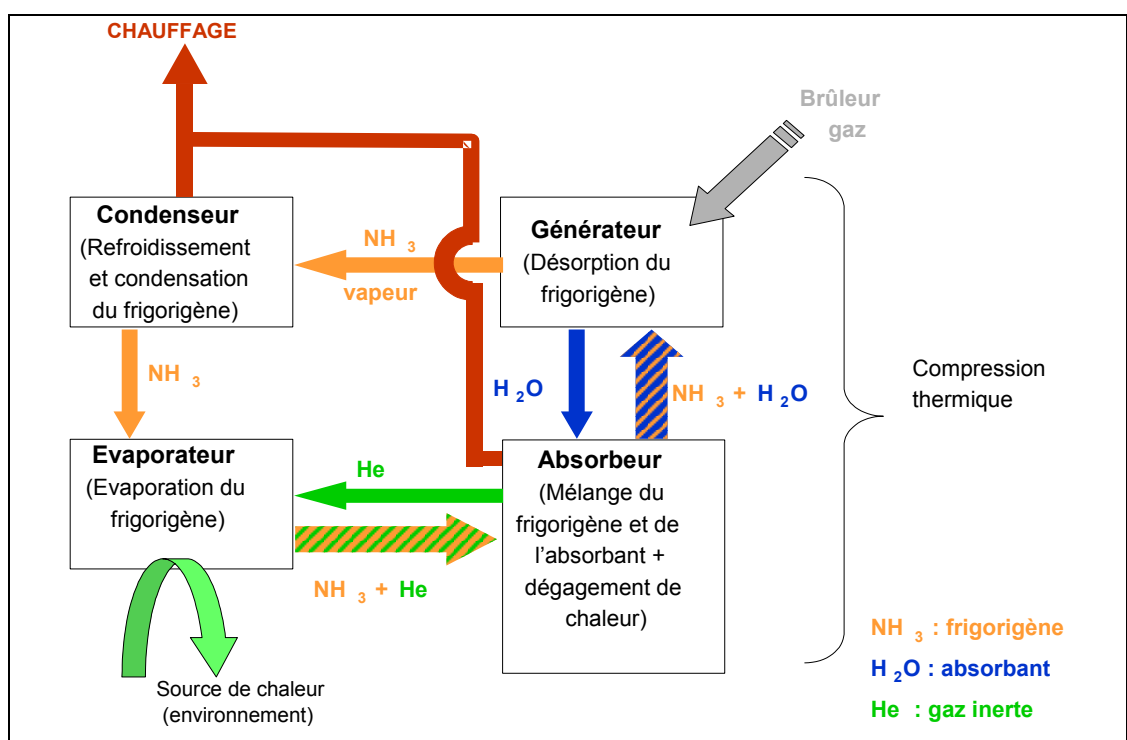 CHAUFFAGE
Brûleur
gaz
Condenseur
(Refroidissement
et condensation
du frigorigène)
NH 3
vapeur
Générateur
(Désorption du
frigorigène)
NH 3
H 2O
NH 3 + H 2O
Compression
thermique
Evaporateur
(Evaporation du
frigorigène)
He
NH 3 + He
Absorbeur
(Mélange du
frigorigène et de
l’absorbant +
dégagement de
chaleur)
Source de chaleur
(environnement)
NH 3 : frigorigène
H 2O : absorbant
He : gaz inerte